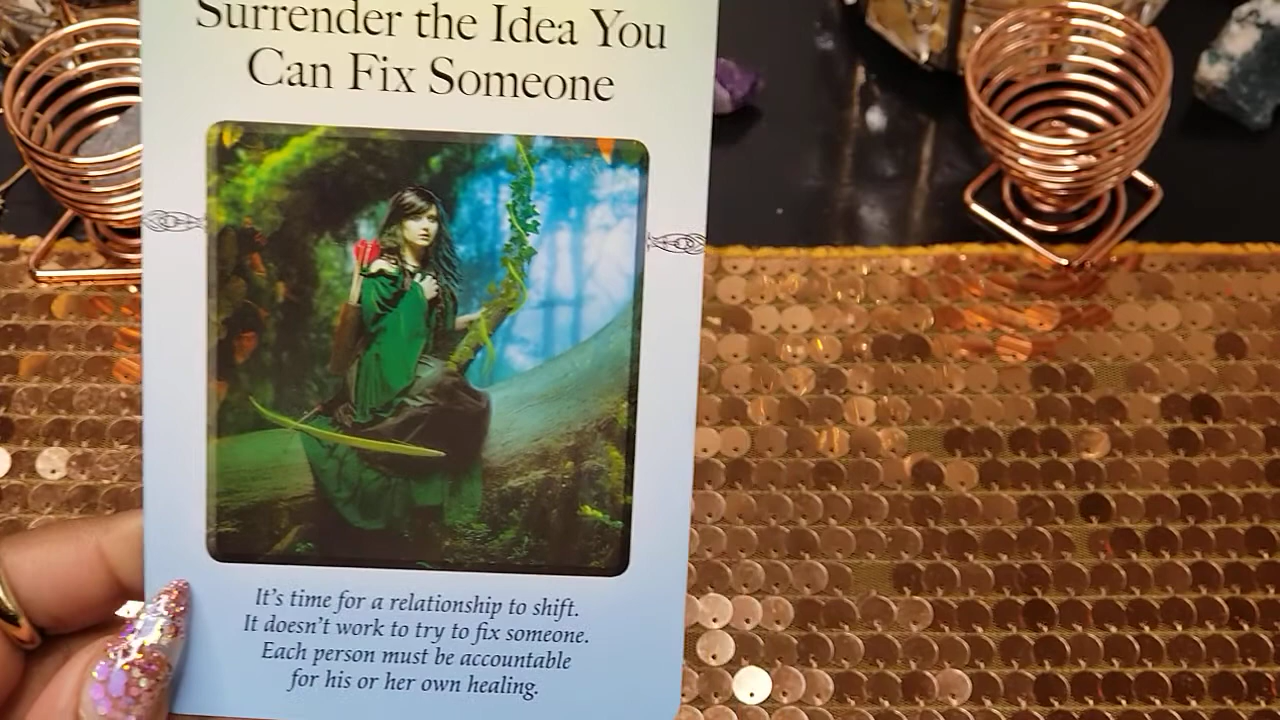 Surrender the Idea You
Can Fix Someone
It's time for a relationship to shift.
It doesn't work to try to fix someone.
Each person must be accountable
for his or her own healing.